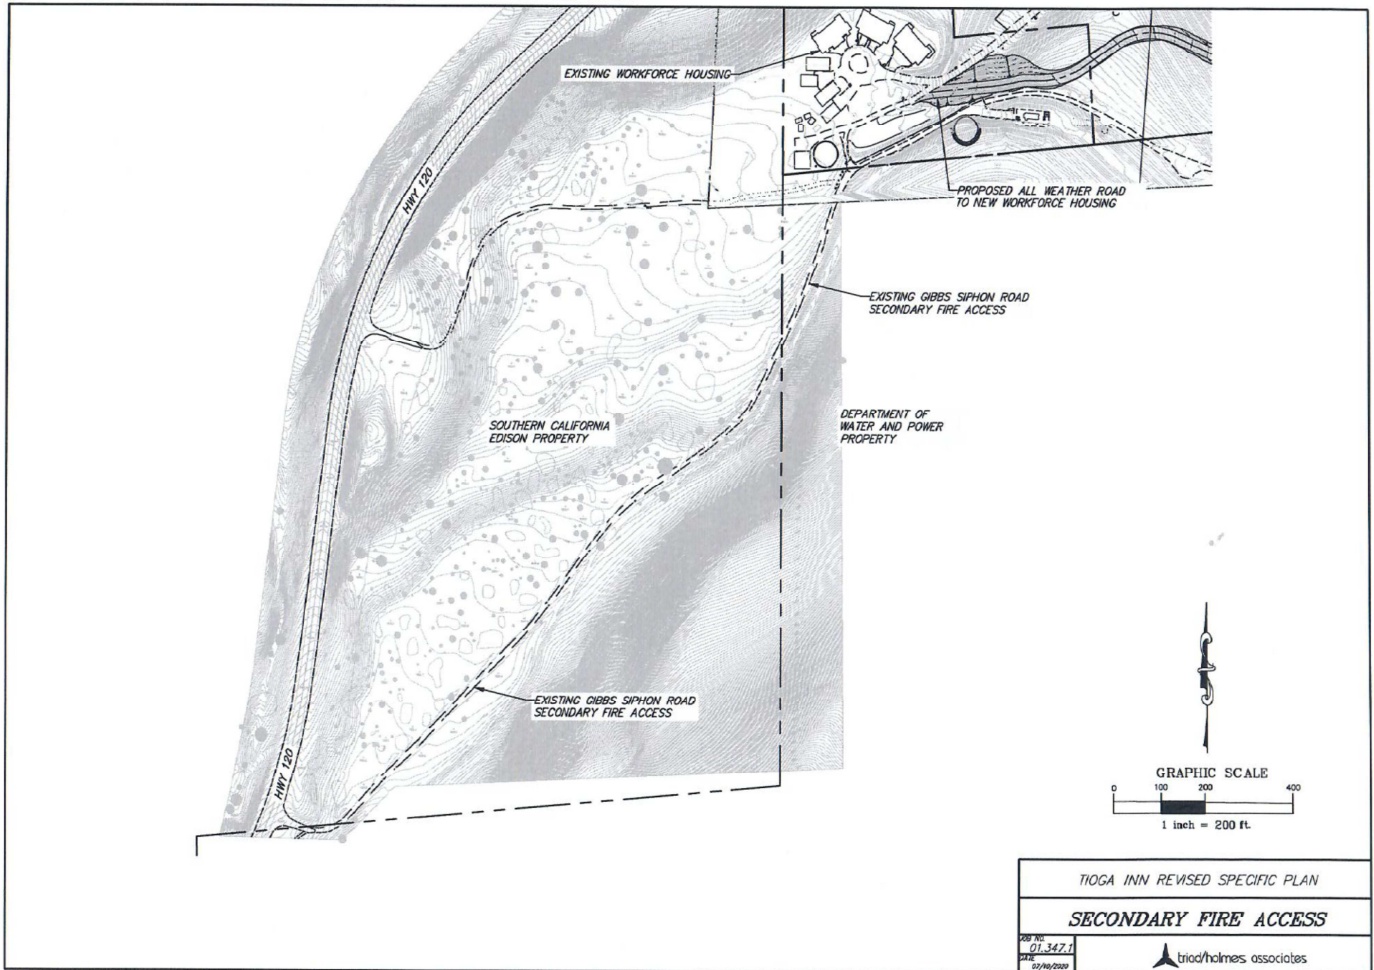 EXISTING WORKFORCE HOUSING
HWY 120
PROPOSED ALL WEATHER ROAD
TO NEW WORKFORCE HOUSING
EXISTING GIBBS SIPHON ROAD
SECONDARY FIRE ACCESS
DEPARTMENT OF
WATER AND POWER
PROPERTY
SOUTHERN CALIFORNIA
EDISON PROPERTY
EXISTING GIBBS SIPHON ROAD
SECONDARY FIRE ACCESS
HWY 120
GRAPHIC SCALE
0 100 200 400
1 inch = 200 ft.
TIOGA INN REVISED SPECIFIC PLAN
SECONDARY FIRE ACCESS
JOB NO.
01.347.1
DATE
triad/holmes associates